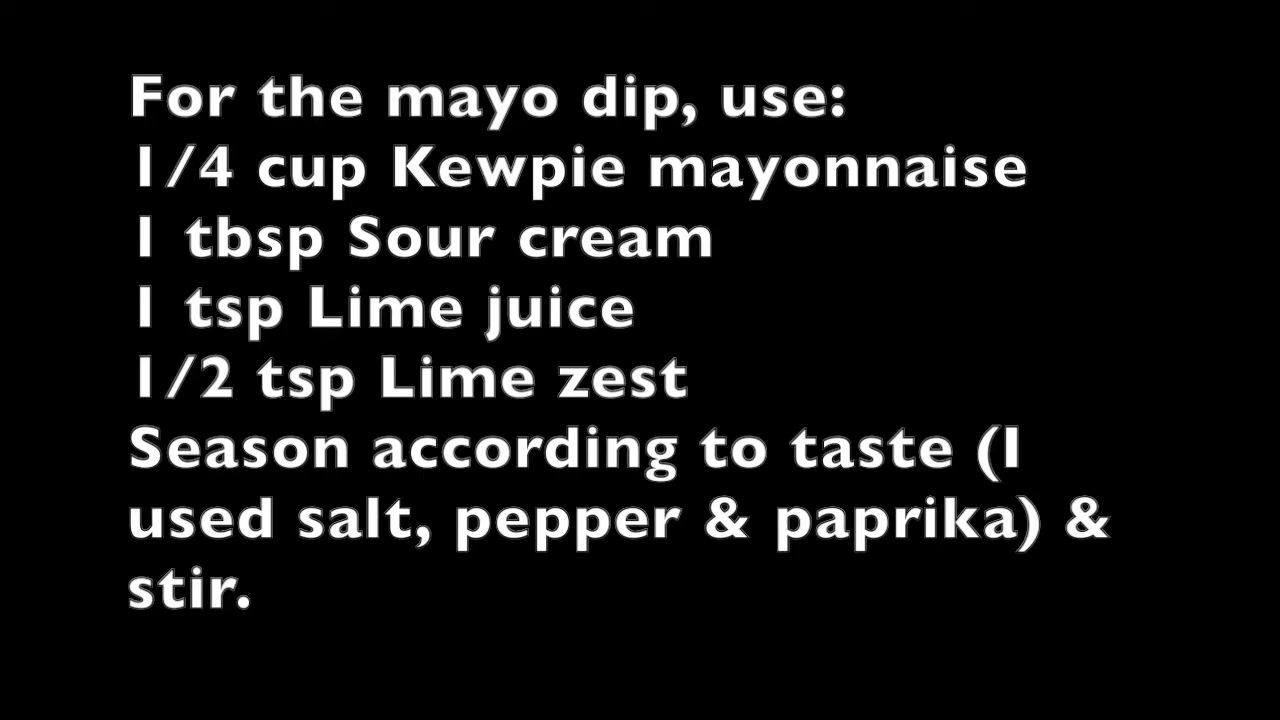 For the mayo dip, use:
1/4 cup Kewpie mayonnaise
1 tbsp Sour cream
1 tsp Lime juice
1/2 tsp Lime zest
Season according to taste (I
used salt, pepper & paprika) &
stir.